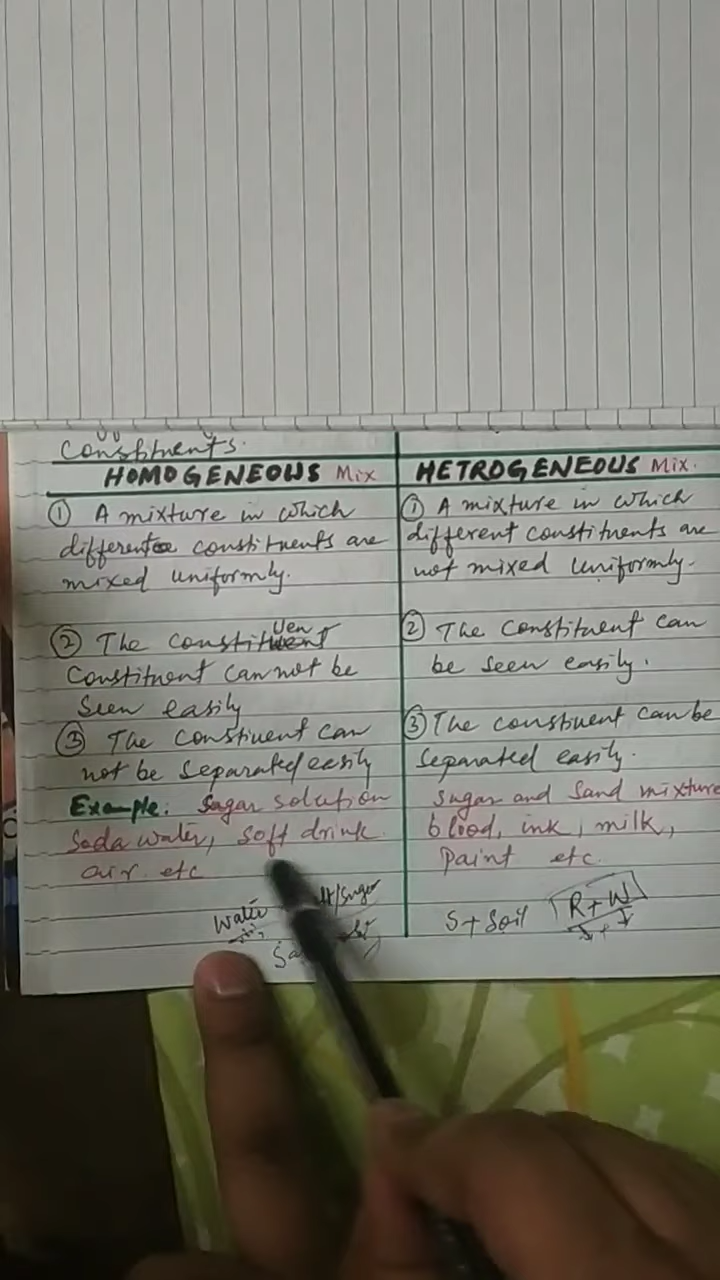 Constituents.
HOMOGENEOUS Mix
① A mixture in which
different constituents are
mixed uniformly.
② The constituent
Constituent can not be
seen easily
③ The constiuent can
not be separated easily
Example: Sugar solution
Soda water, soft drink
air etc
Water
HETROGENEOUS Mix.
① A mixture in which
different constituents are
not mixed uniformly.
② The constituent can
be seen easily.
③ The constiuent can be
separated easily.
sugar and sand mixture
blood, ink, milk,
Paint etc.
S + Soil R + W